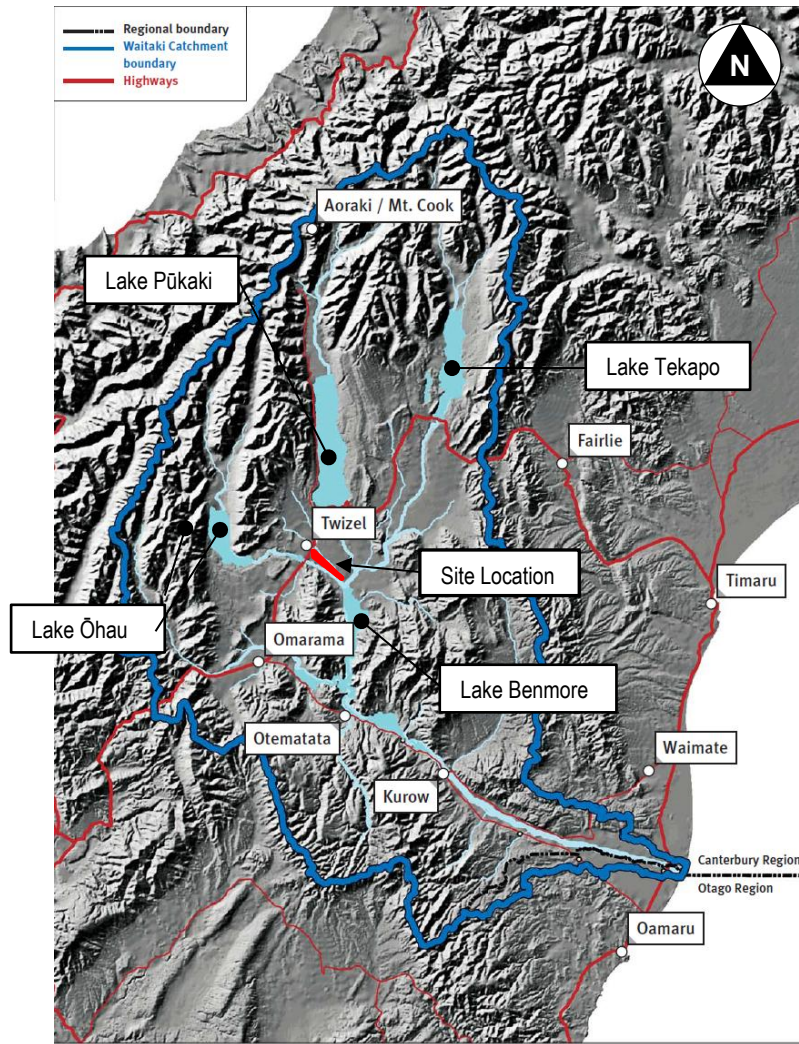 Regional boundary
Waitaki Catchment
boundary
Highways
N
Aoraki / Mt. Cook
Lake Pūkaki
Lake Tekapo
Fairlie
Twizel
Site Location
Timaru
Lake Ōhau
Omarama
Lake Benmore
Otematata
Waimate
Kurow
Canterbury Region
Otago Region
Oamaru